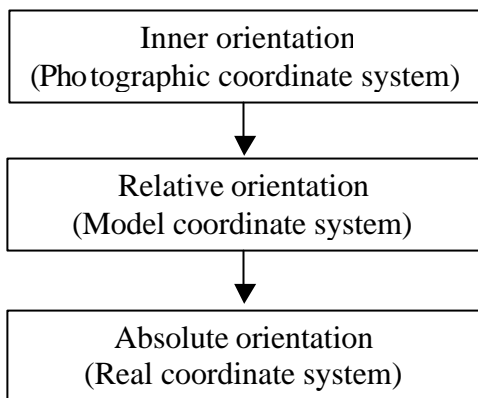 Inner orientation
(Photographic coordinate system)
Relative orientation
(Model coordinate system)
Absolute orientation
(Real coordinate system)